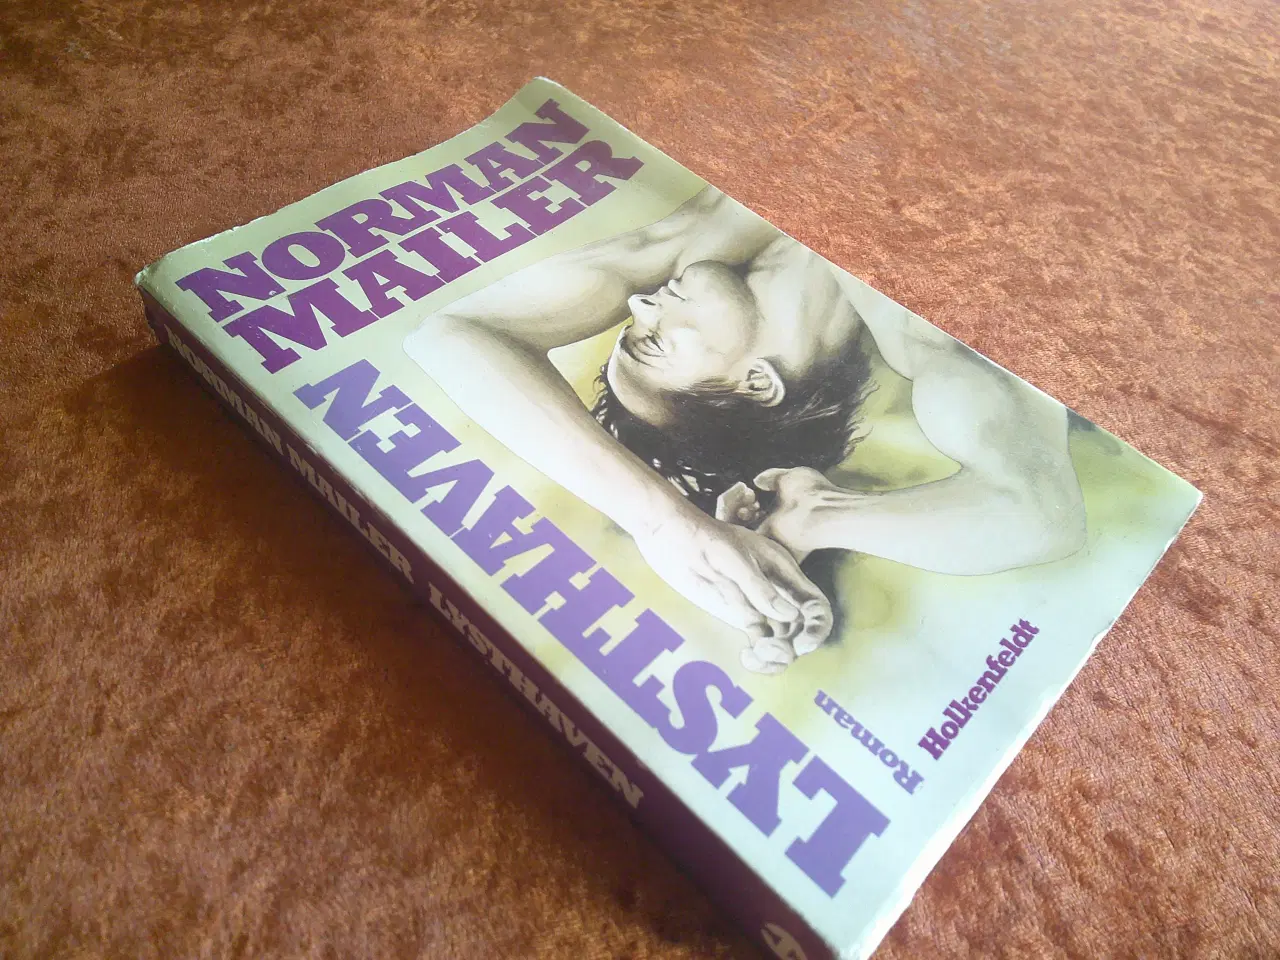 NORMAN
MAILER
LYSTHAVEN
Roman
Holkenfeldt
NORMAN MAILER LYSTHAVEN